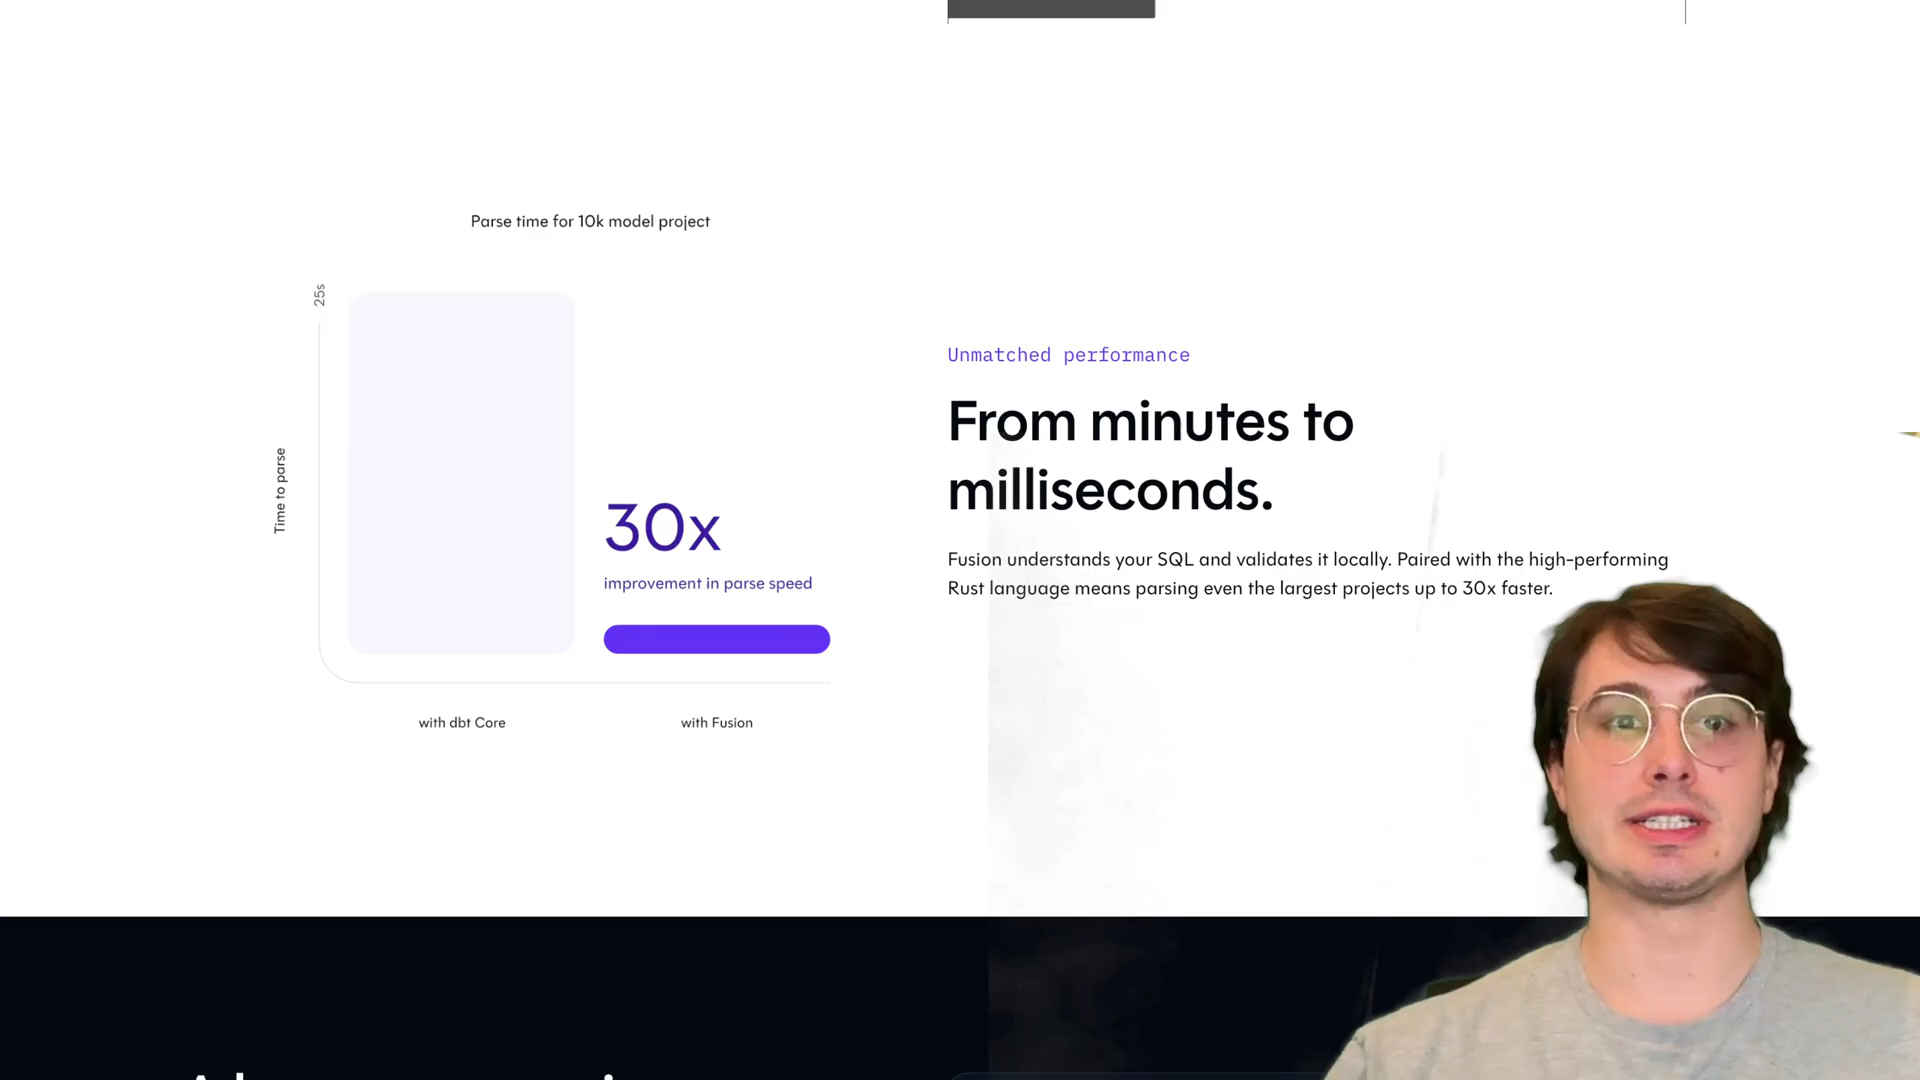 Parse time for 10k model project
25s
Time to parse
30x
improvement in parse speed
with dbt Core
with Fusion
Unmatched performance
From minutes to
milliseconds.
Fusion understands your SQL and validates it locally. Paired with the high-performing
Rust language means parsing even the largest projects up to 30x faster.